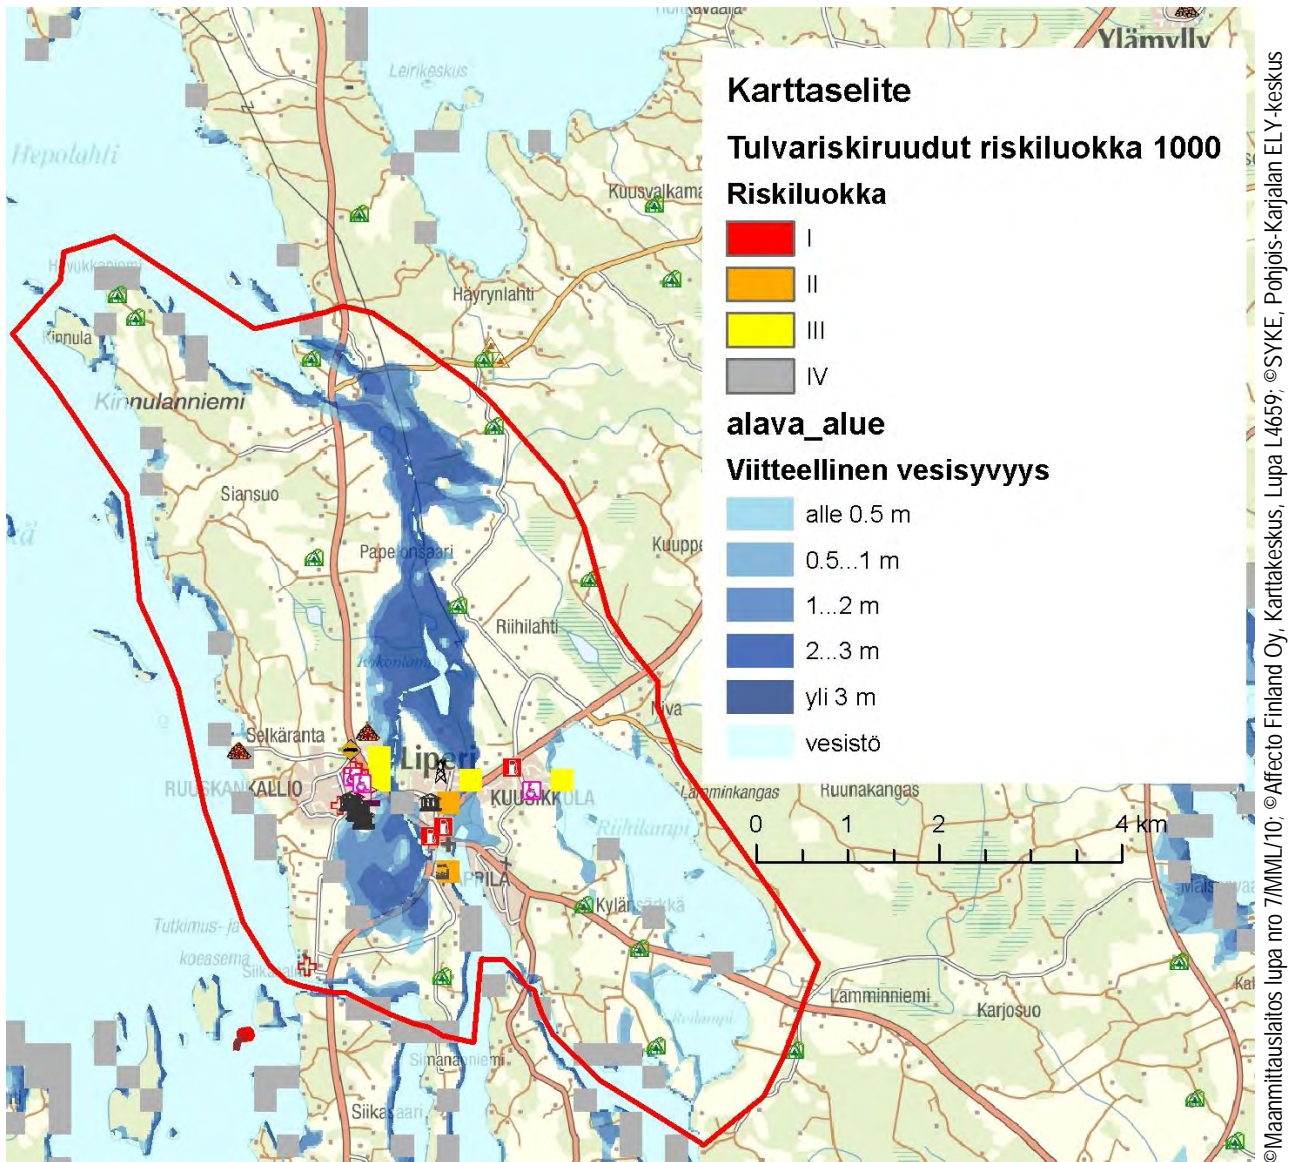 Ylämylly
Leirikeskus
Hepolahti
Kuusvalkama
Karttaselite
Tulvariskiruudut riskiluokka 1000
Riskiluokka
I
II
III
IV
alava_alue
Viitteellinen vesisyvyys
alle 0.5 m
0.5...1 m
1...2 m
2...3 m
yli 3 m
vesistö
Häyrynlahti
Kinnula
Kinnulanniemi
Siansuo
Papelonsaari
Kuuppe
Riihilahti
Niva
Selkäranta
Liperi
RUUSKANKALLIO
KUUSIKKULA
Lamminkangas
Ruunakangas
Riihilampi
0 1 2 4 km
Kylänsärkkä
Tutkimus- ja
koeasema
Lamminniemi
Karjosuo
Reilampi
Simananniemi
Siikasaari
©Maanmittauslaitos lupa nro 7/MML/10; ©Affecto Finland Oy, Karttakeskus, Lupa L4659; ©SYKE, Pohjois-Karjalan ELY-keskus